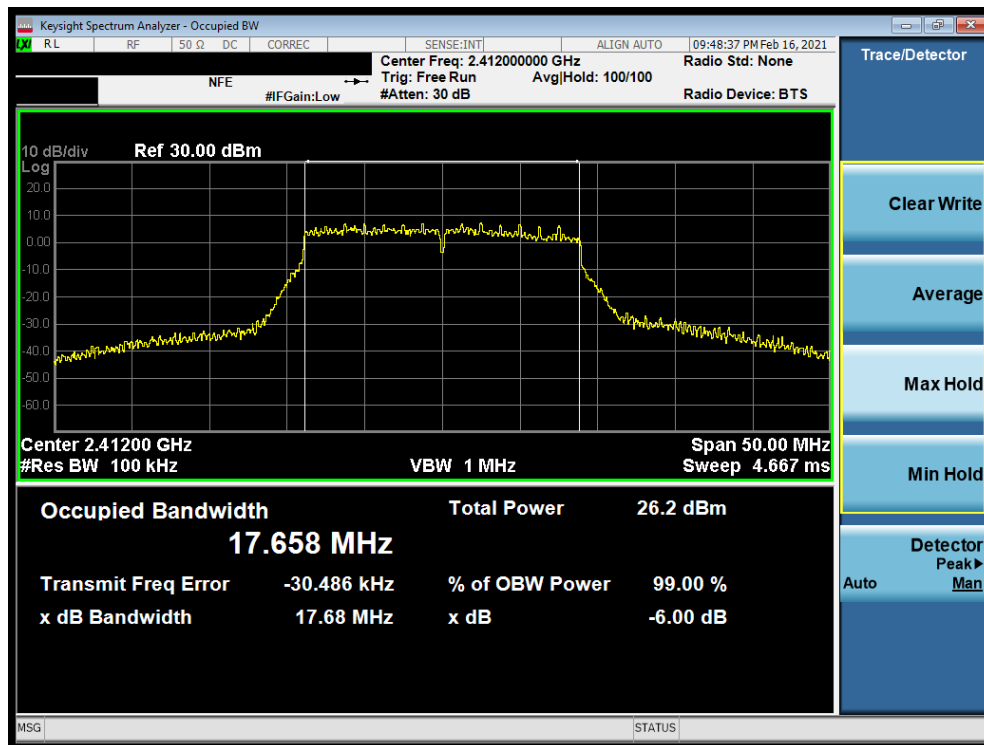 Keysight Spectrum Analyzer - Occupied BW
LXI RL RF 50 Ω DC CORREC SENSE:INT ALIGN AUTO 09:48:37 PM Feb 16, 2021
Center Freq: 2.412000000 GHz Radio Std: None
NFE Trig: Free Run Avg|Hold: 100/100
#IFGain:Low #Atten: 30 dB Radio Device: BTS
10 dB/div Ref 30.00 dBm
Log
20.0
10.0
0.00
-10.0
-20.0
-30.0
-40.0
-50.0
-60.0
Center 2.41200 GHz Span 50.00 MHz
#Res BW 100 kHz VBW 1 MHz Sweep 4.667 ms
Occupied Bandwidth Total Power 26.2 dBm
17.658 MHz
Transmit Freq Error -30.486 kHz % of OBW Power 99.00 %
x dB Bandwidth 17.68 MHz x dB -6.00 dB
MSG STATUS
Trace/Detector
Clear Write
Average
Max Hold
Min Hold
Detector
Peak▶
Auto Man